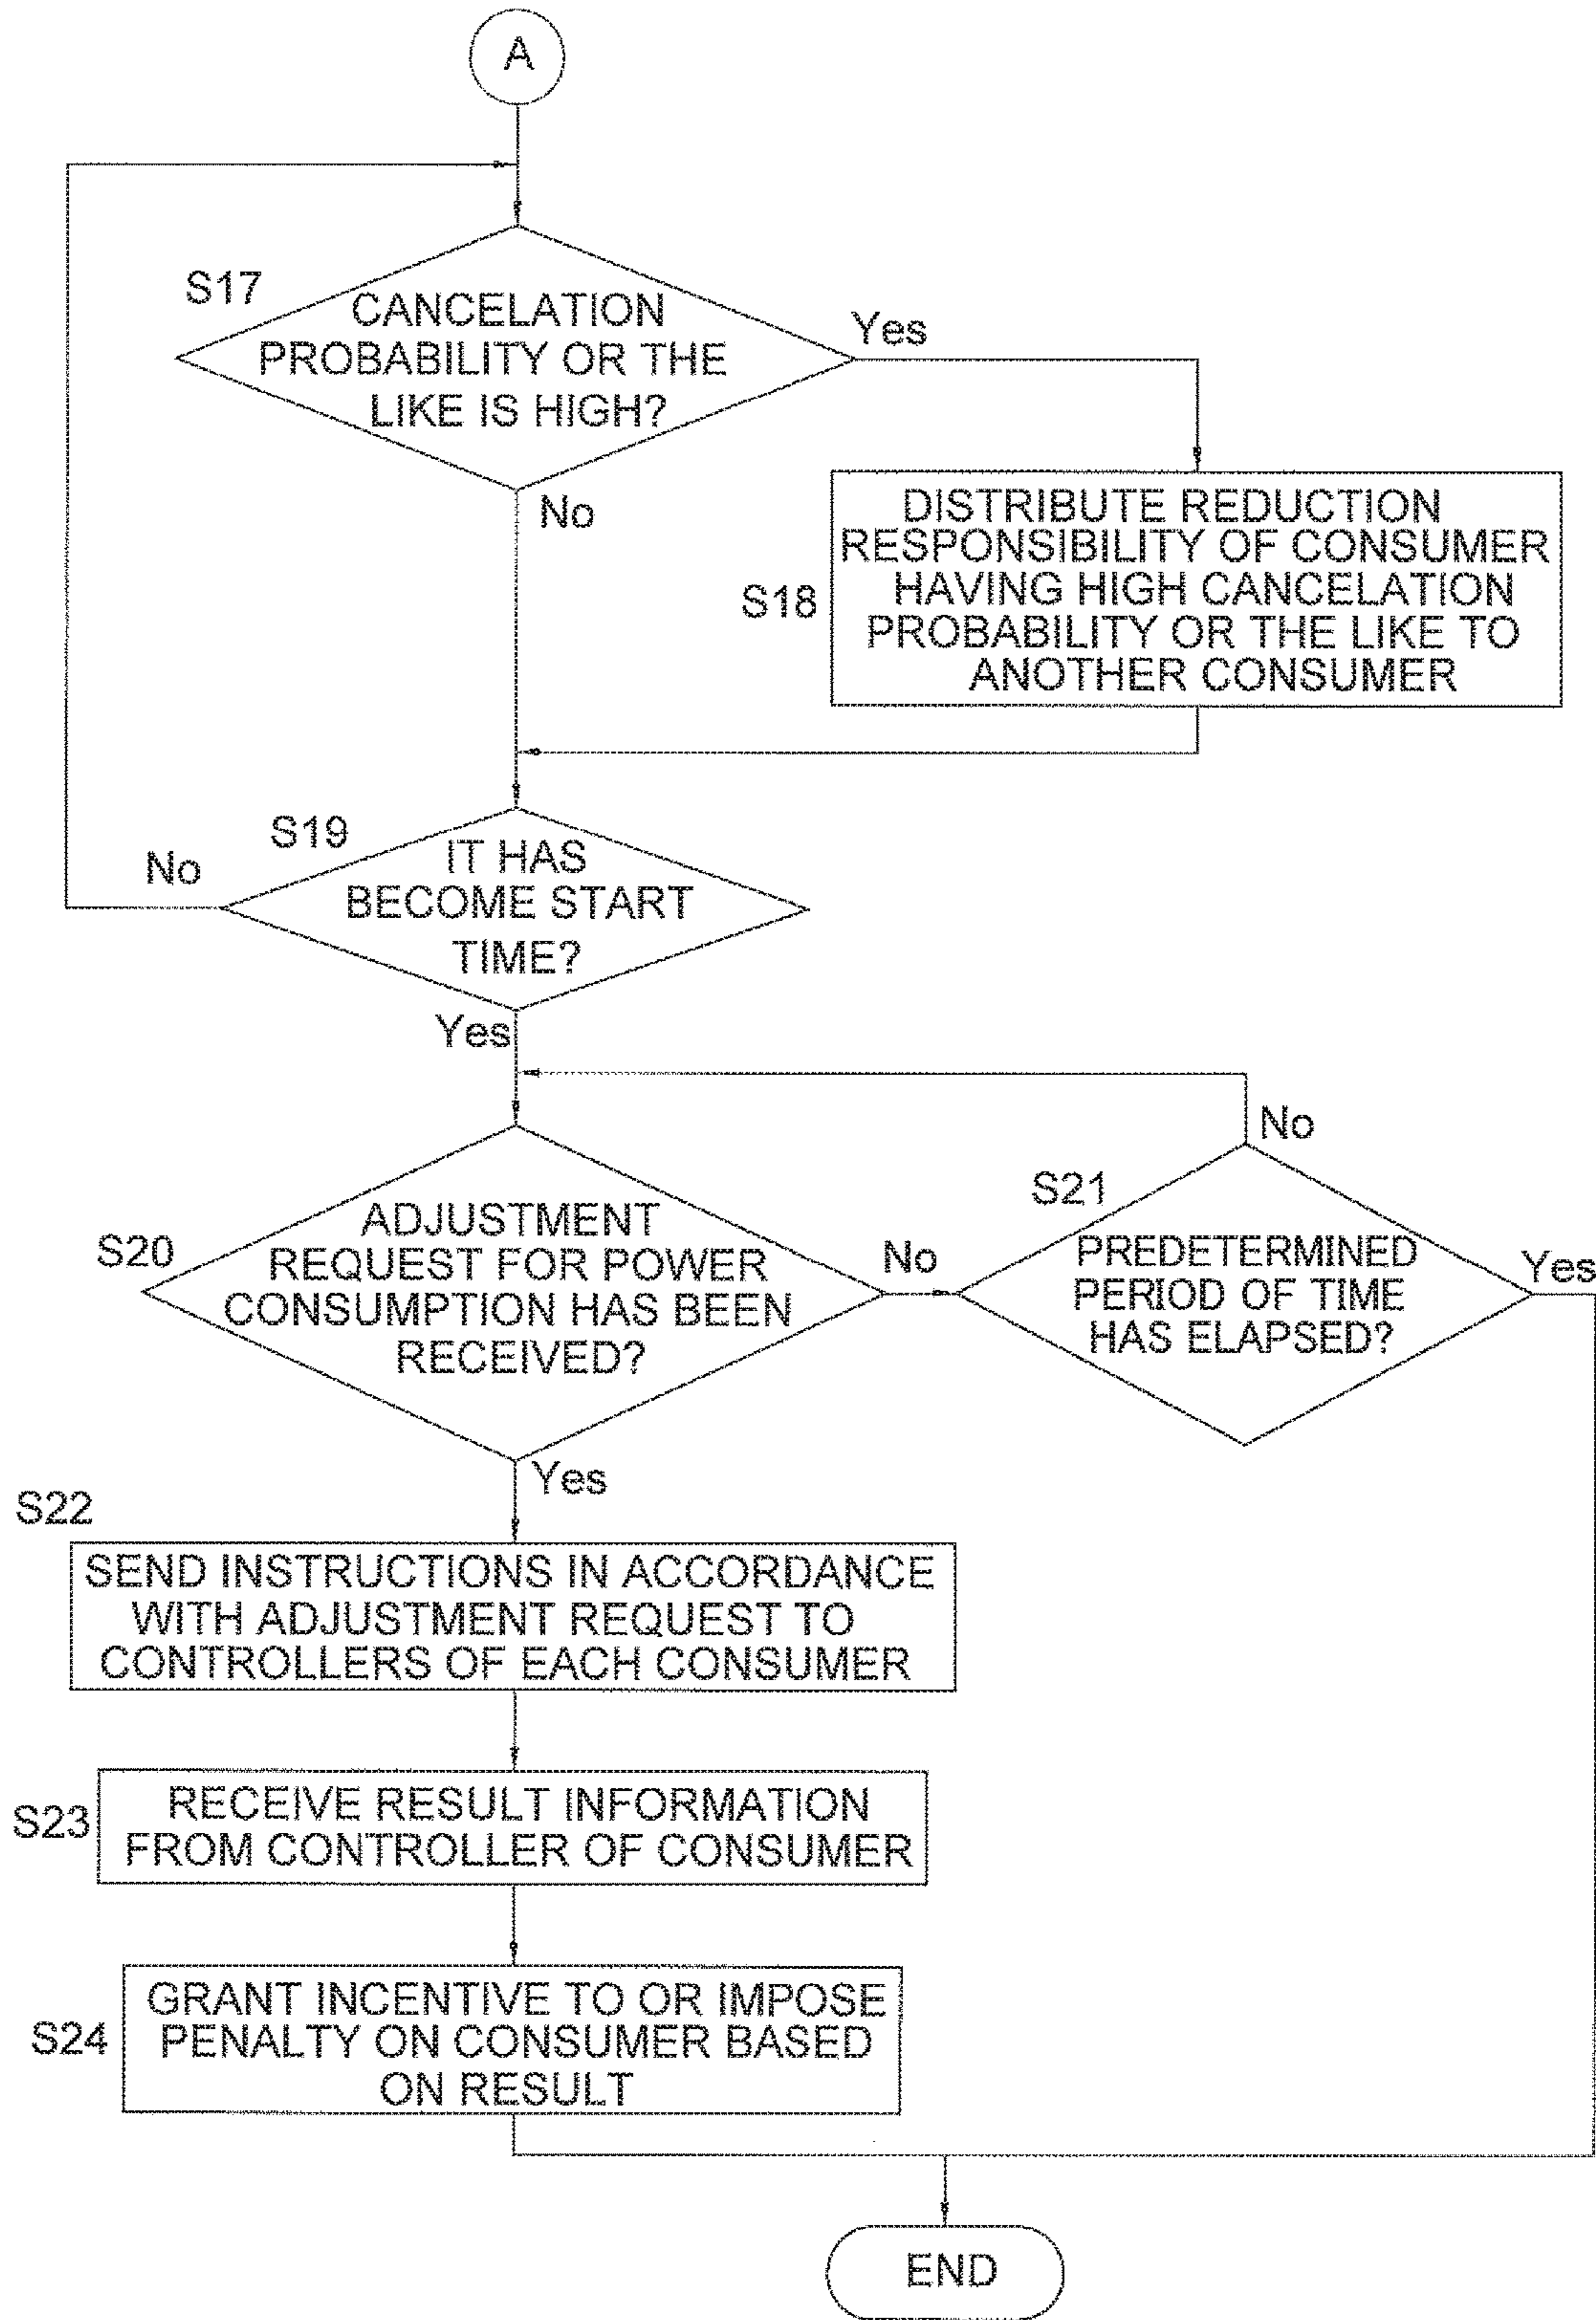 A
S17
CANCELATION
PROBABILITY OR THE
LIKE IS HIGH?
Yes
No
S18
DISTRIBUTE REDUCTION
RESPONSIBILITY OF CONSUMER
HAVING HIGH CANCELATION
PROBABILITY OR THE LIKE TO
ANOTHER CONSUMER
S19
No
IT HAS
BECOME START
TIME?
Yes
S20
ADJUSTMENT
REQUEST FOR POWER
CONSUMPTION HAS BEEN
RECEIVED?
No
Yes
S21
No
PREDETERMINED
PERIOD OF TIME
HAS ELAPSED?
Yes
S22
SEND INSTRUCTIONS IN ACCORDANCE
WITH ADJUSTMENT REQUEST TO
CONTROLLERS OF EACH CONSUMER
S23
RECEIVE RESULT INFORMATION
FROM CONTROLLER OF CONSUMER
S24
GRANT INCENTIVE TO OR IMPOSE
PENALTY ON CONSUMER BASED
ON RESULT
END